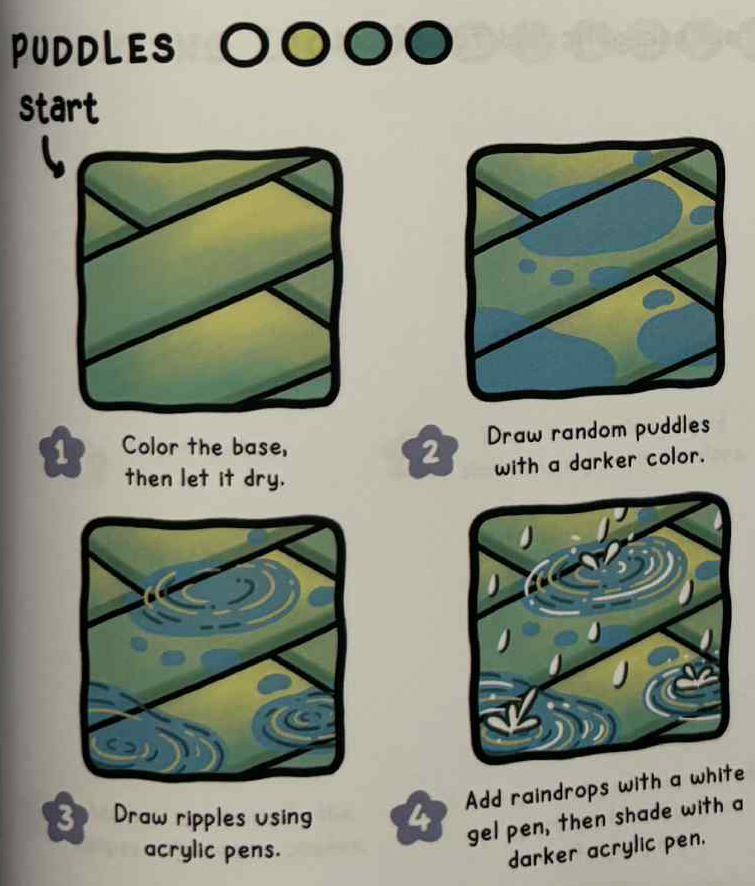 PUDDLES
start
1 Color the base,
then let it dry.
2 Draw random puddles
with a darker color.
3 Draw ripples using
acrylic pens.
4 Add raindrops with a white
gel pen, then shade with a
darker acrylic pen.